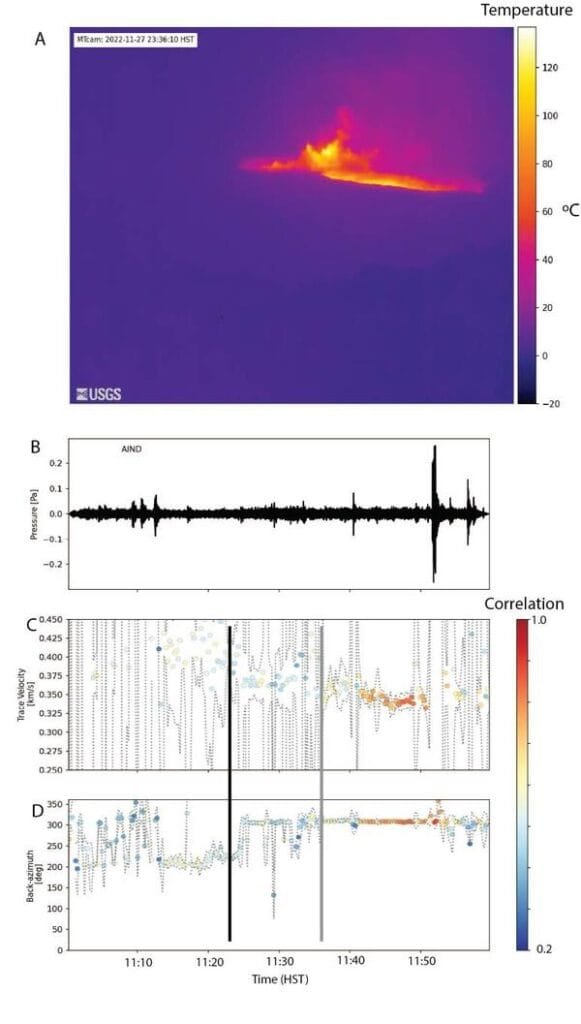 Temperature
A
MTcam: 2022-11-27 23:36:10 HST
120
100
80
60
ºC
40
20
0
−20
USGS
B
AIND
Pressure [Pa]
0.2
0.1
0.0
−0.1
−0.2
Correlation
C
Trace Velocity
[km/s]
0.450
0.425
0.400
0.375
0.350
0.325
0.300
0.275
0.250
1.0
0.2
D
Back-azimuth
[deg]
350
300
250
200
150
100
50
0
11:10
11:20
11:30
11:40
11:50
Time (HST)